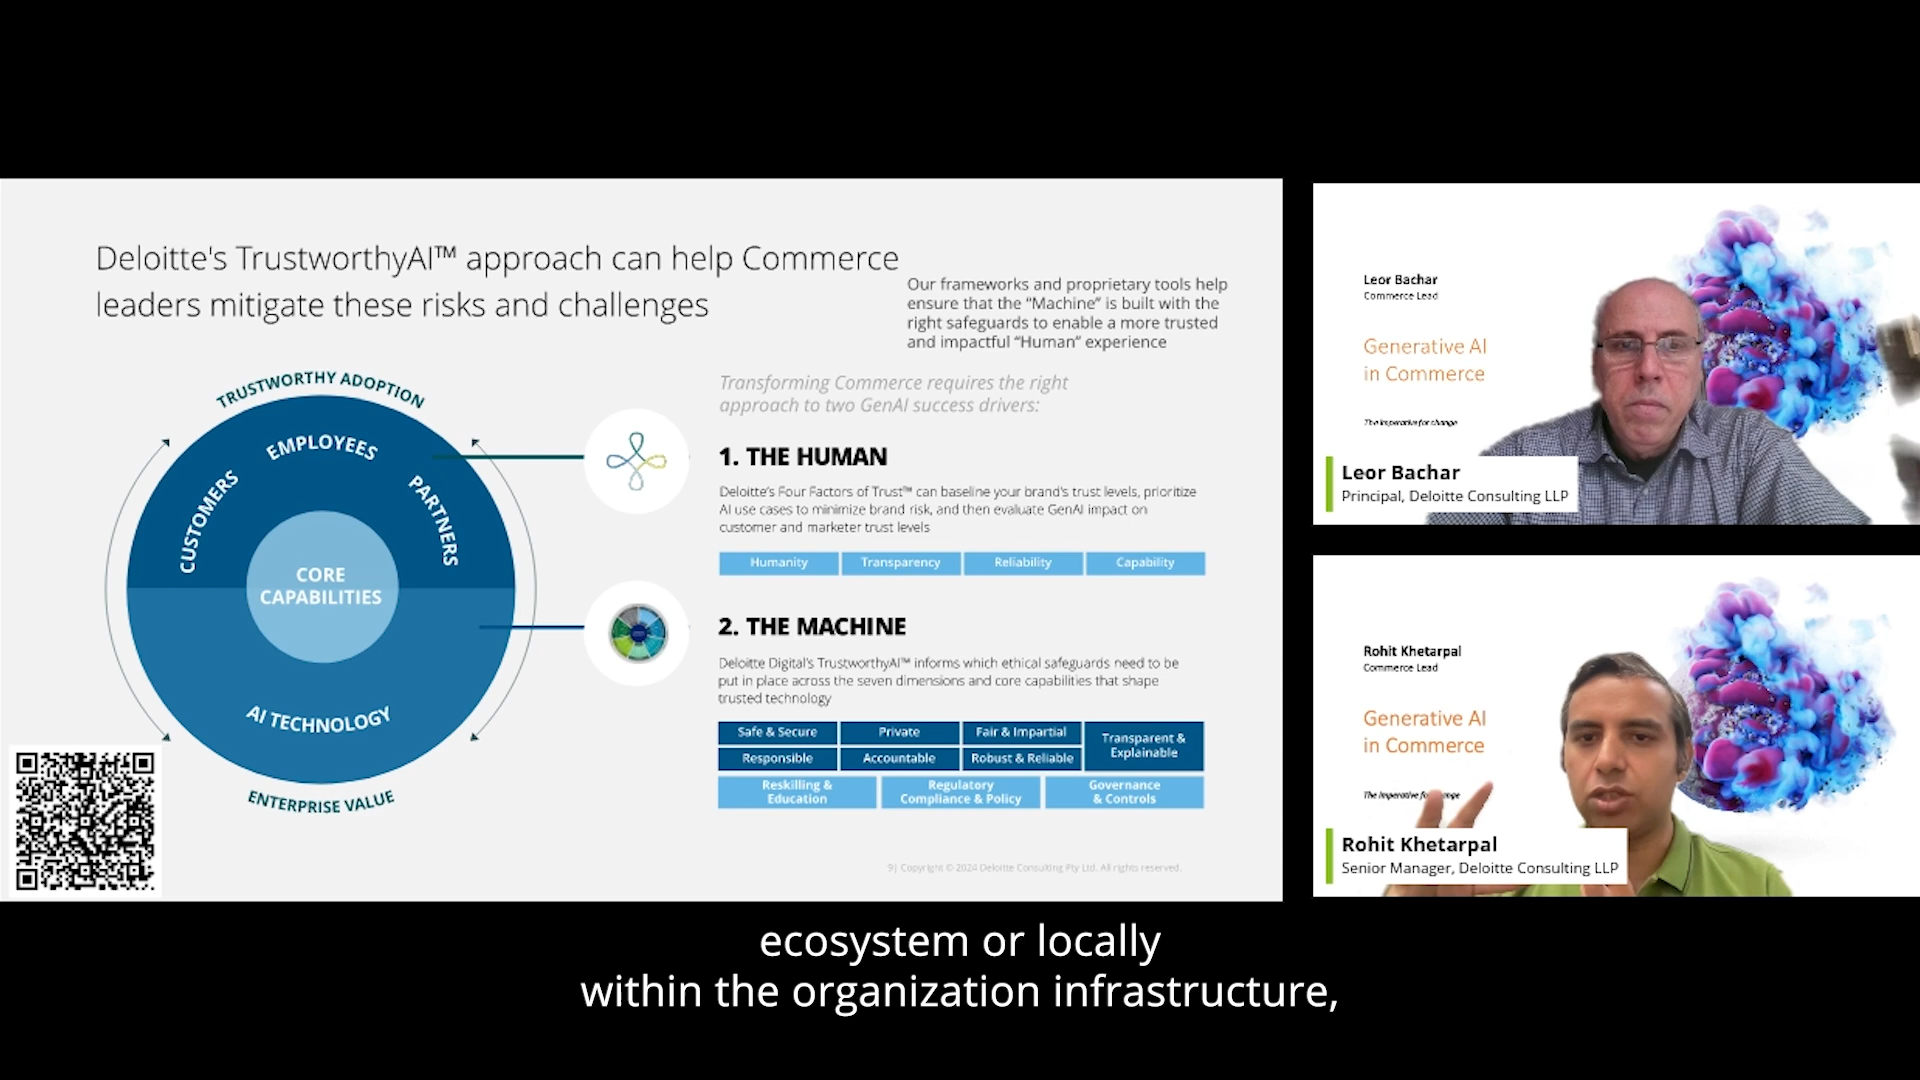 Deloitte's TrustworthyAI™ approach can help Commerce
leaders mitigate these risks and challenges
Our frameworks and proprietary tools help
ensure that the “Machine” is built with the
right safeguards to enable a more trusted
and impactful “Human” experience
TRUSTWORTHY ADOPTION
EMPLOYEES
CUSTOMERS
PARTNERS
CORE
CAPABILITIES
AI TECHNOLOGY
ENTERPRISE VALUE
Transforming Commerce requires the right
approach to two GenAI success drivers:
1. THE HUMAN
Deloitte's Four Factors of Trust™ can baseline your brand's trust levels, prioritize
AI use cases to minimize brand risk, and then evaluate GenAI impact on
customer and marketer trust levels
Humanity
Transparency
Reliability
Capability
2. THE MACHINE
Deloitte Digital's TrustworthyAI™ informs which ethical safeguards need to be
put in place across the seven dimensions and core capabilities that shape
trusted technology
Safe & Secure
Private
Fair & Impartial
Transparent &
Explainable
Responsible
Accountable
Robust & Reliable
Reskilling &
Education
Regulatory
Compliance & Policy
Governance
& Controls
9| Copyright © 2024 Deloitte Consulting Pty Ltd. All rights reserved.
Leor Bachar
Commerce Lead
Generative AI
in Commerce
The imperative for change
Leor Bachar
Principal, Deloitte Consulting LLP
Rohit Khetarpal
Commerce Lead
Generative AI
in Commerce
The imperative
Rohit Khetarpal
Senior Manager, Deloitte Consulting LLP
ecosystem or locally
within the organization infrastructure,